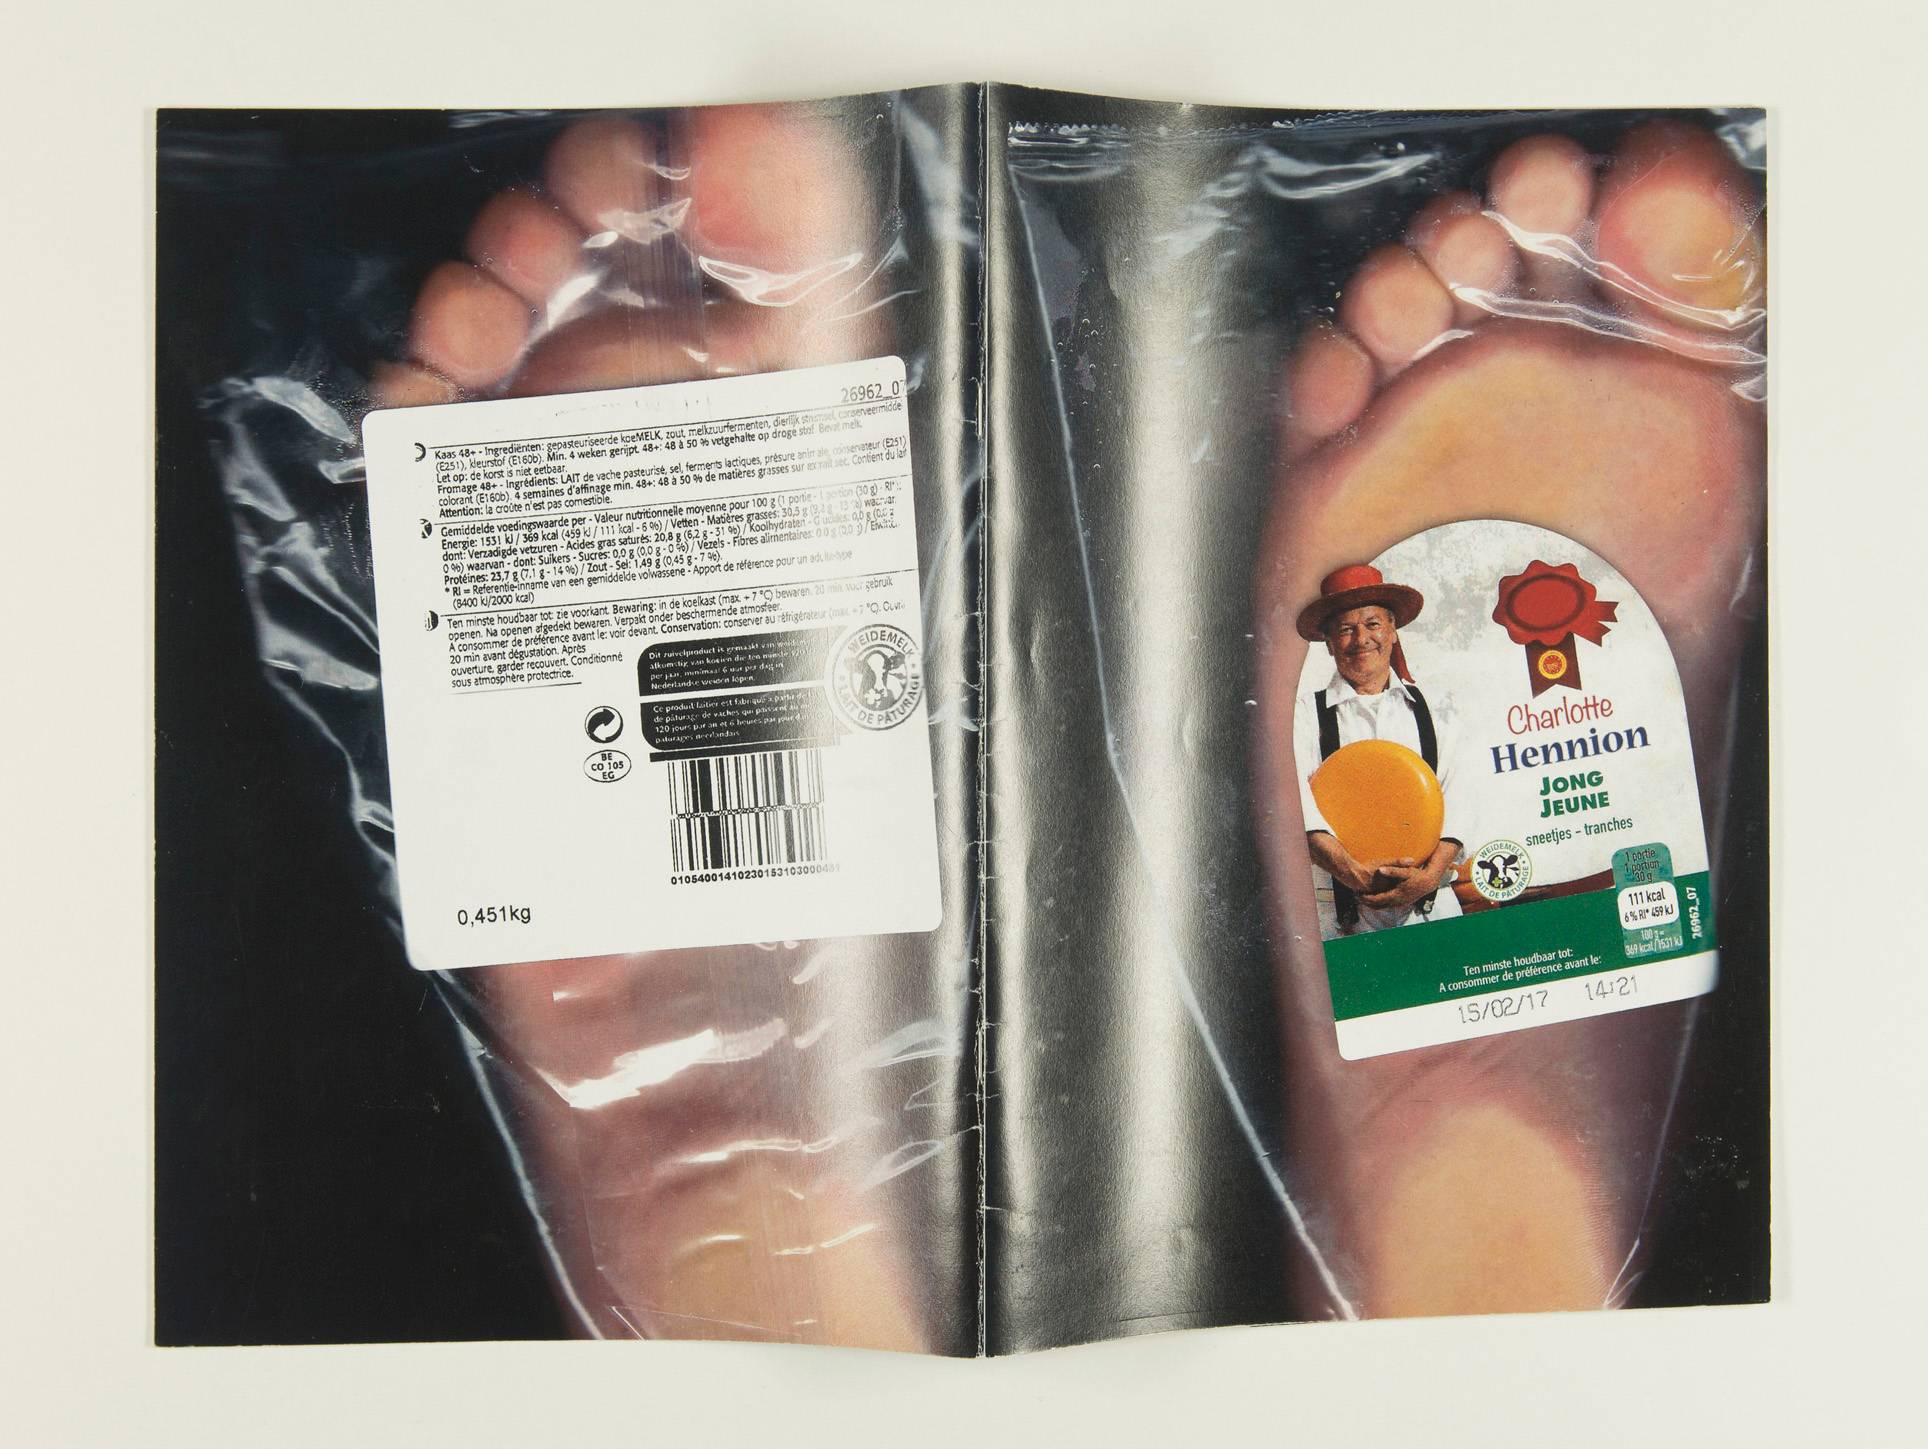 26962_07
Kaas 48+ - Ingrediënten: gepasteuriseerde koeMELK, zout, melkzuurfermenten, dierlijk stremsel, conserveermidde
(E251), kleurstof (E160b). Min. 4 weken gerijpt. 48+: 48 à 50 % vetgehalte op droge stof. Bevat melk.
Let op: de korst is niet eetbaar.
Fromage 48+ - Ingrédients: LAIT de vache pasteurisé, sel, ferments lactiques, présure animale, conservateur (E251)
colorant (E160b). 4 semaines d'affinage min. 48+: 48 à 50 % de matières grasses sur extrait sec. Contient du lait
Attention: la croûte n'est pas comestible.
Gemiddelde voedingswaarde per - Valeur nutritionnelle moyenne pour 100 g (1 portie - 1 portion (30 g) - RI*):
Energie: 1531 kJ / 369 kcal (459 kJ / 111 kcal - 6 %) / Vetten - Matières grasses: 30,5 g (9,2 g - 13 %) waarvan
dont: Verzadigde vetzuren - Acides gras saturés: 20,8 g (6,2 g - 31 %) / Koolhydraten - Glucides: 0,0 g (0,0 g
0 %) waarvan - dont: Suikers - Sucres: 0,0 g (0,0 g - 0 %) / Vezels - Fibres alimentaires: 0,0 g (0,0 g) / Eiwitten
Protéines: 23,7 g (7,1 g - 14 %) / Zout - Sel: 1,49 g (0,45 g - 7 %).
* RI = Referentie-inname van een gemiddelde volwassene - Apport de référence pour un adulte-type
(8400 kJ/2000 kcal)
Ten minste houdbaar tot: zie voorkant. Bewaring: in de koelkast (max. + 7 °C) bewaren. 20 min. voor gebruik
openen. Na openen afgedekt bewaren. Verpakt onder beschermende atmosfeer.
A consommer de préférence avant le: voir devant. Conservation: conserver au réfrigérateur (max. + 7 °C). Ouvri
20 min avant dégustation. Après
ouverture, garder recouvert. Conditionné
sous atmosphère protectrice.
Dit zuivelproduct is gemaakt van weidemelk
afkomstig van koeien die ten minste 120
per jaar, minimaal 6 uur per dag in
Nederlandse weiden lopen.
Ce produit laitier est fabriqué à partir de
de pâturage de vaches qui paissent au
120 jours par an et 6 heures par jour
pâturages néerlandais
WEIDEMELK
LAIT DE PÂTURAGE
BE
CO 105
EG
0105400141023015310300045
0,451kg
Charlotte
Hennion
JONG
JEUNE
sneetjes - tranches
WEIDEMELK
LAIT DE PÂTURAGE
1 portie
1 portion
30 g
111 kcal
6 % RI* 459 kJ
100 g =
369 kcal/1531 kJ
26962_07
Ten minste houdbaar tot:
A consommer de préférence avant le:
15/02/17 14:21